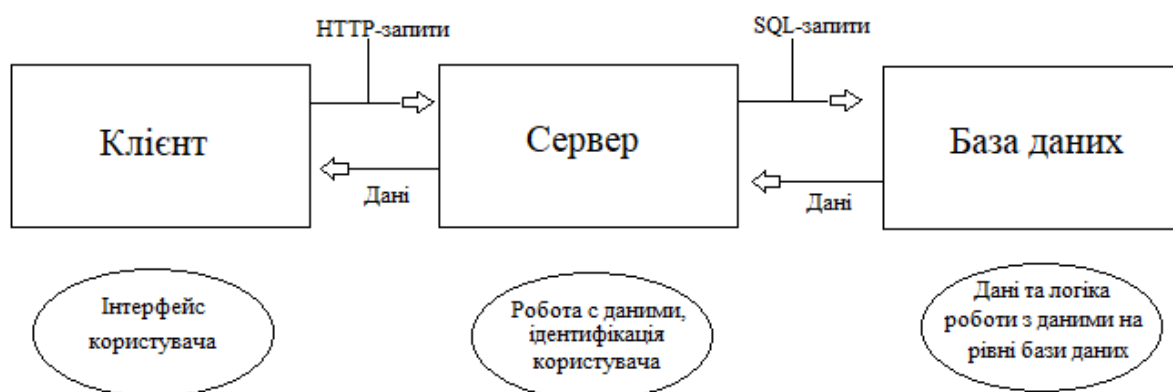 HTTP-запити
SQL-запити
Клієнт
Сервер
База даних
Дані
Дані
Інтерфейс
користувача
Робота с даними,
ідентифікація
користувача
Дані та логіка
роботи з даними на
рівні бази даних